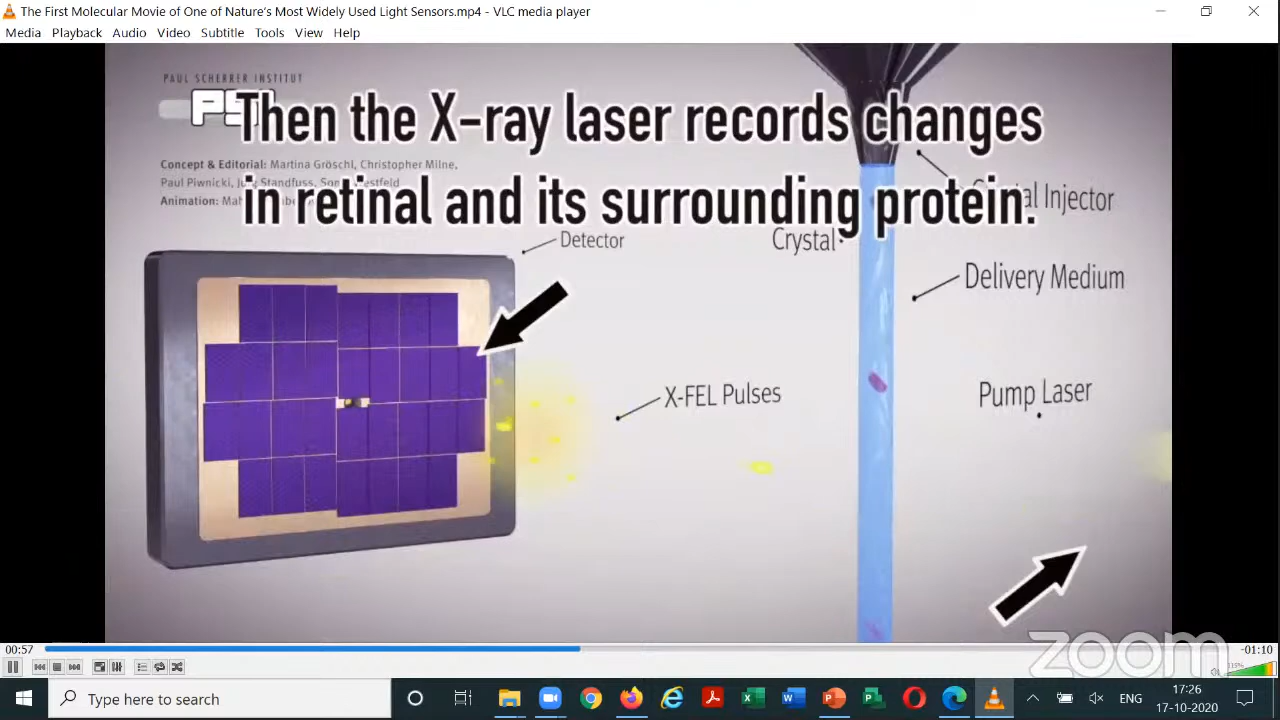 The First Molecular Movie of One of Nature's Most Widely Used Light Sensors.mp4 - VLC media player
Media Playback Audio Video Subtitle Tools View Help
PAUL SCHERRER INSTITUT
Then the X-ray laser records changes
in retinal and its surrounding protein.
Concept & Editorial: Martina Gröschl, Christopher Milne,
Paul Piwnicki,
Animation:
Injector
Detector
Crystal
Delivery Medium
X-FEL Pulses
Pump Laser
zoom
00:57
-01:10
Type here to search
ENG
17:26
17-10-2020